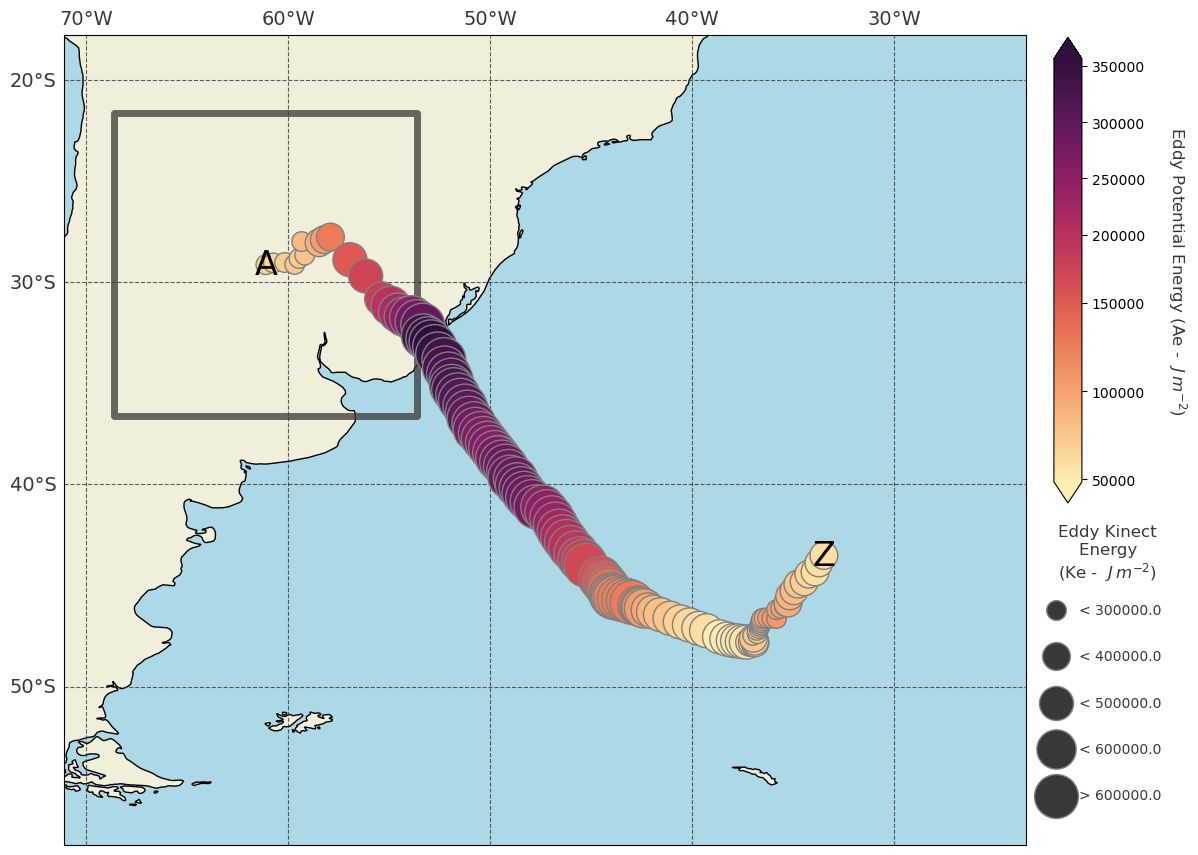 70°W 60°W 50°W 40°W 30°W
20°S
30°S
40°S
50°S
A
Z
350000
300000
250000
200000
150000
100000
50000
Eddy Potential Energy (Ae - J m⁻²)
Eddy Kinect
Energy
(Ke - J m⁻²)
< 300000.0
< 400000.0
< 500000.0
< 600000.0
> 600000.0